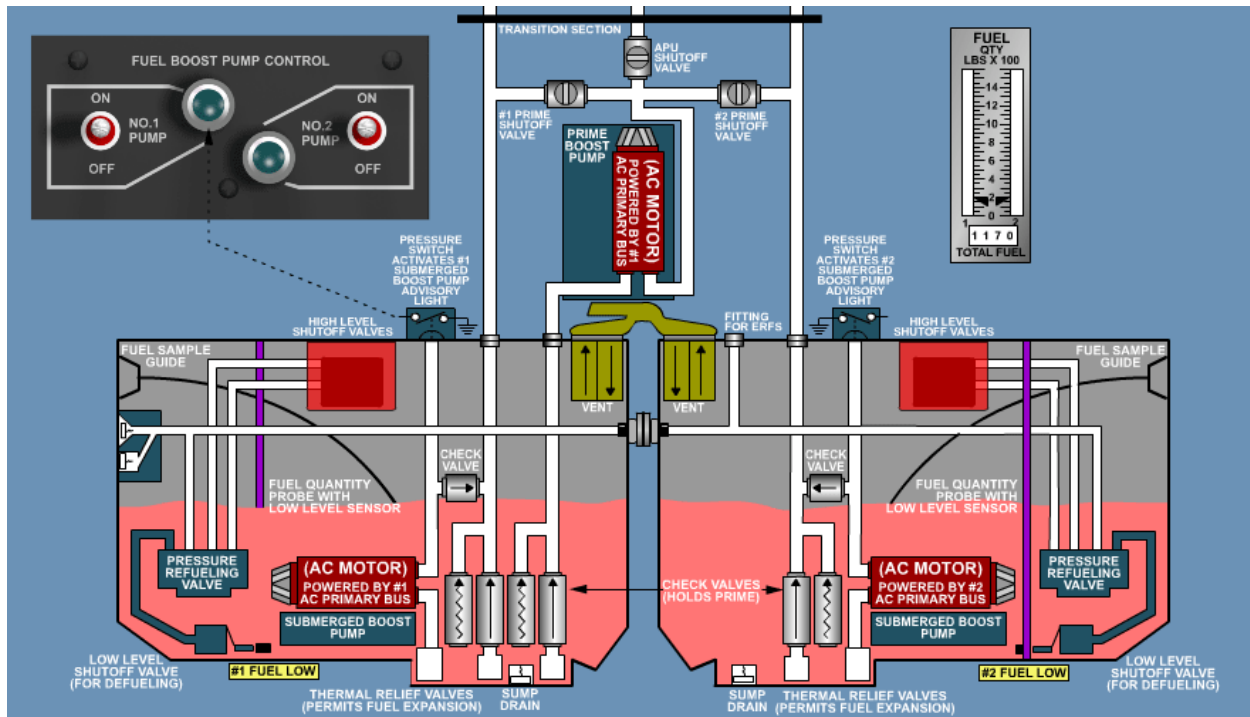 TRANSITION SECTION
FUEL BOOST PUMP CONTROL
ON
NO.1
PUMP
OFF
ON
NO.2
PUMP
OFF
APU
SHUTOFF
VALVE
#1 PRIME
SHUTOFF
VALVE
#2 PRIME
SHUTOFF
VALVE
PRIME
BOOST
PUMP
(AC MOTOR)
POWERED BY #1
AC PRIMARY BUS
FUEL
QTY
LBS X 100
14
12
10
8
6
4
2
0
1
2
1170
TOTAL FUEL
PRESSURE
SWITCH
ACTIVATES #1
SUBMERGED
BOOST PUMP
ADVISORY
LIGHT
PRESSURE
SWITCH
ACTIVATES #2
SUBMERGED
BOOST PUMP
ADVISORY
LIGHT
HIGH LEVEL
SHUTOFF VALVES
FITTING
FOR ERFS
HIGH LEVEL
SHUTOFF VALVES
FUEL SAMPLE
GUIDE
VENT
VENT
FUEL SAMPLE
GUIDE
CHECK
VALVE
CHECK
VALVE
FUEL QUANTITY
PROBE WITH
LOW LEVEL SENSOR
FUEL QUANTITY
PROBE WITH
LOW LEVEL SENSOR
PRESSURE
REFUELING
VALVE
(AC MOTOR)
POWERED BY #1
AC PRIMARY BUS
SUBMERGED BOOST
PUMP
CHECK VALVES
(HOLDS PRIME)
(AC MOTOR)
POWERED BY #2
AC PRIMARY BUS
SUBMERGED BOOST
PUMP
PRESSURE
REFUELING
VALVE
LOW LEVEL
SHUTOFF VALVE
(FOR DEFUELING)
#1 FUEL LOW
THERMAL RELIEF VALVES
(PERMITS FUEL EXPANSION)
SUMP
DRAIN
SUMP
DRAIN
THERMAL RELIEF VALVES
(PERMITS FUEL EXPANSION)
#2 FUEL LOW
LOW LEVEL
SHUTOFF VALVE
(FOR DEFUELING)